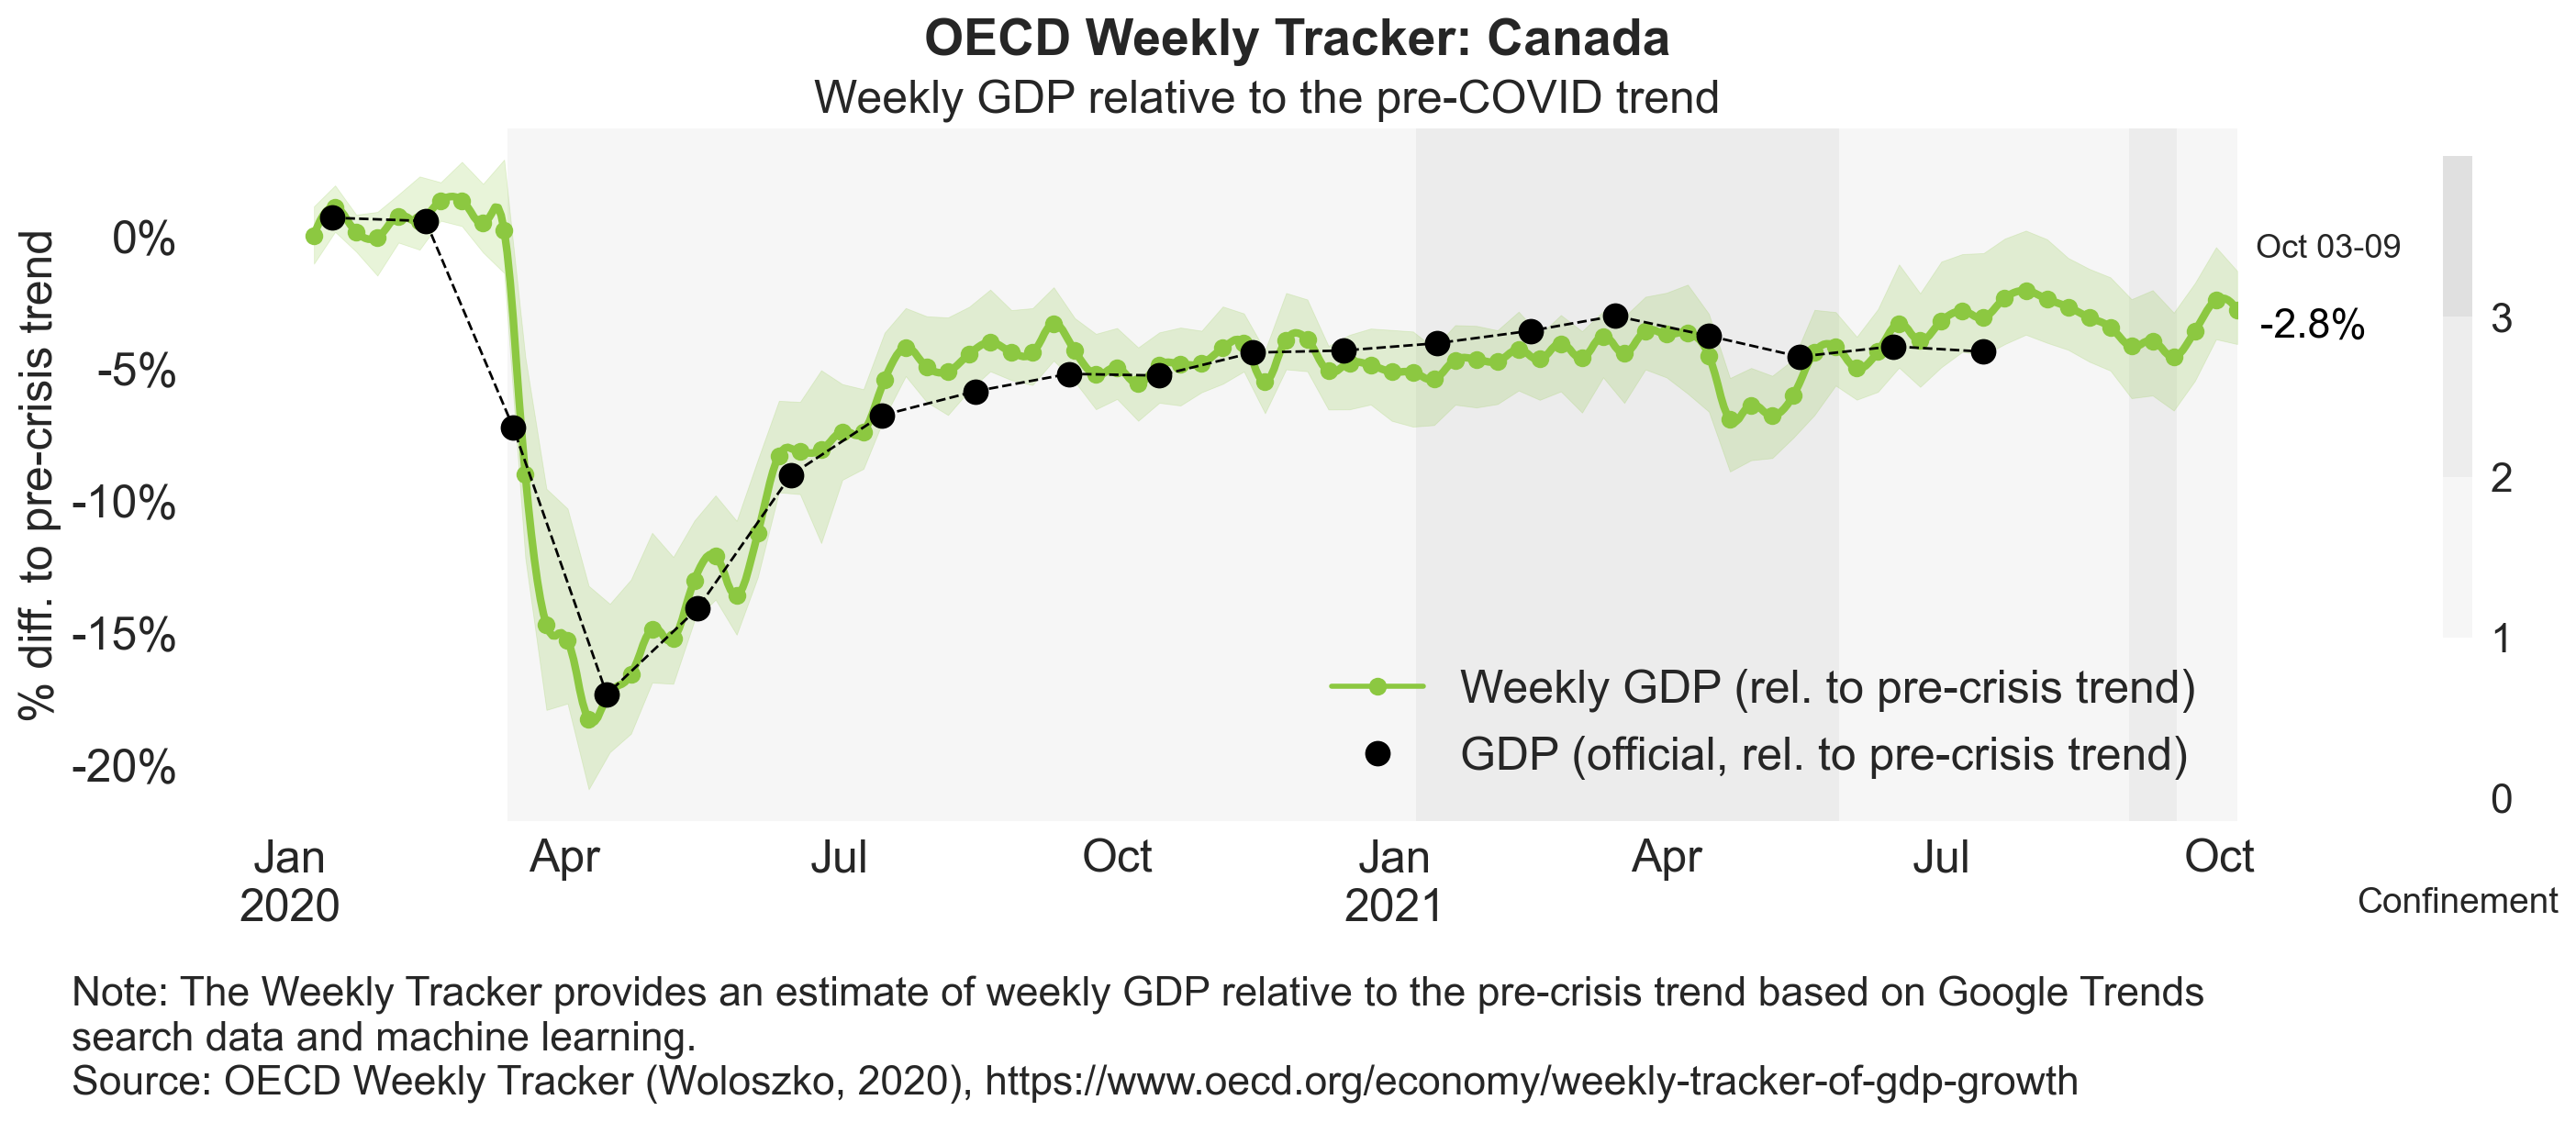 OECD Weekly Tracker: Canada
Weekly GDP relative to the pre-COVID trend
% diff. to pre-crisis trend
0%
-5%
-10%
-15%
-20%
Jan
2020
Apr
Jul
Oct
Jan
2021
Apr
Jul
Oct
Weekly GDP (rel. to pre-crisis trend)
GDP (official, rel. to pre-crisis trend)
Oct 03-09
-2.8%
3
2
1
0
Confinement
Note: The Weekly Tracker provides an estimate of weekly GDP relative to the pre-crisis trend based on Google Trends
search data and machine learning.
Source: OECD Weekly Tracker (Woloszko, 2020), https://www.oecd.org/economy/weekly-tracker-of-gdp-growth